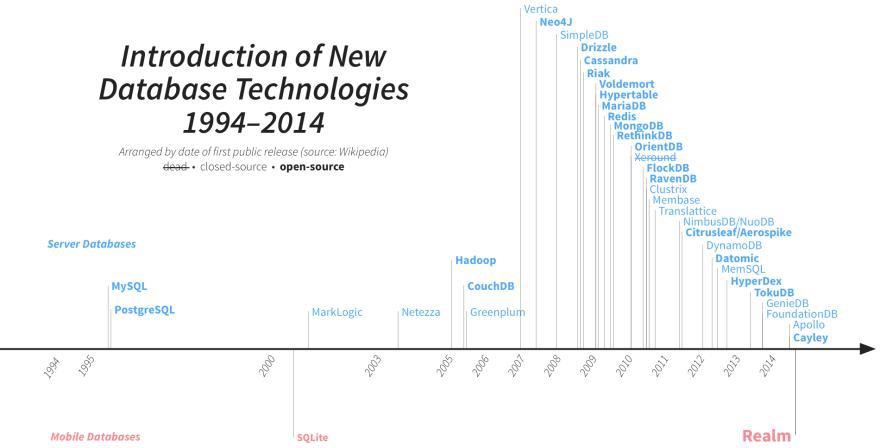 Introduction of New
Database Technologies
1994–2014
Arranged by date of first public release (source: Wikipedia)
dead • closed-source • open-source
Server Databases
MySQL
PostgreSQL
MarkLogic
Netezza
Hadoop
CouchDB
Greenplum
Vertica
Neo4J
SimpleDB
Drizzle
Cassandra
Riak
Voldemort
Hypertable
MariaDB
Redis
MongoDB
RethinkDB
OrientDB
Xeround
FlockDB
RavenDB
Clustrix
Membase
Translattice
NimbusDB/NuoDB
Citrusleaf/Aerospike
DynamoDB
Datomic
MemSQL
HyperDex
TokuDB
GenieDB
FoundationDB
Apollo
Cayley
1994 1995 2000 2003 2005 2006 2007 2008 2009 2010 2011 2012 2013 2014
Mobile Databases
SQLite
Realm